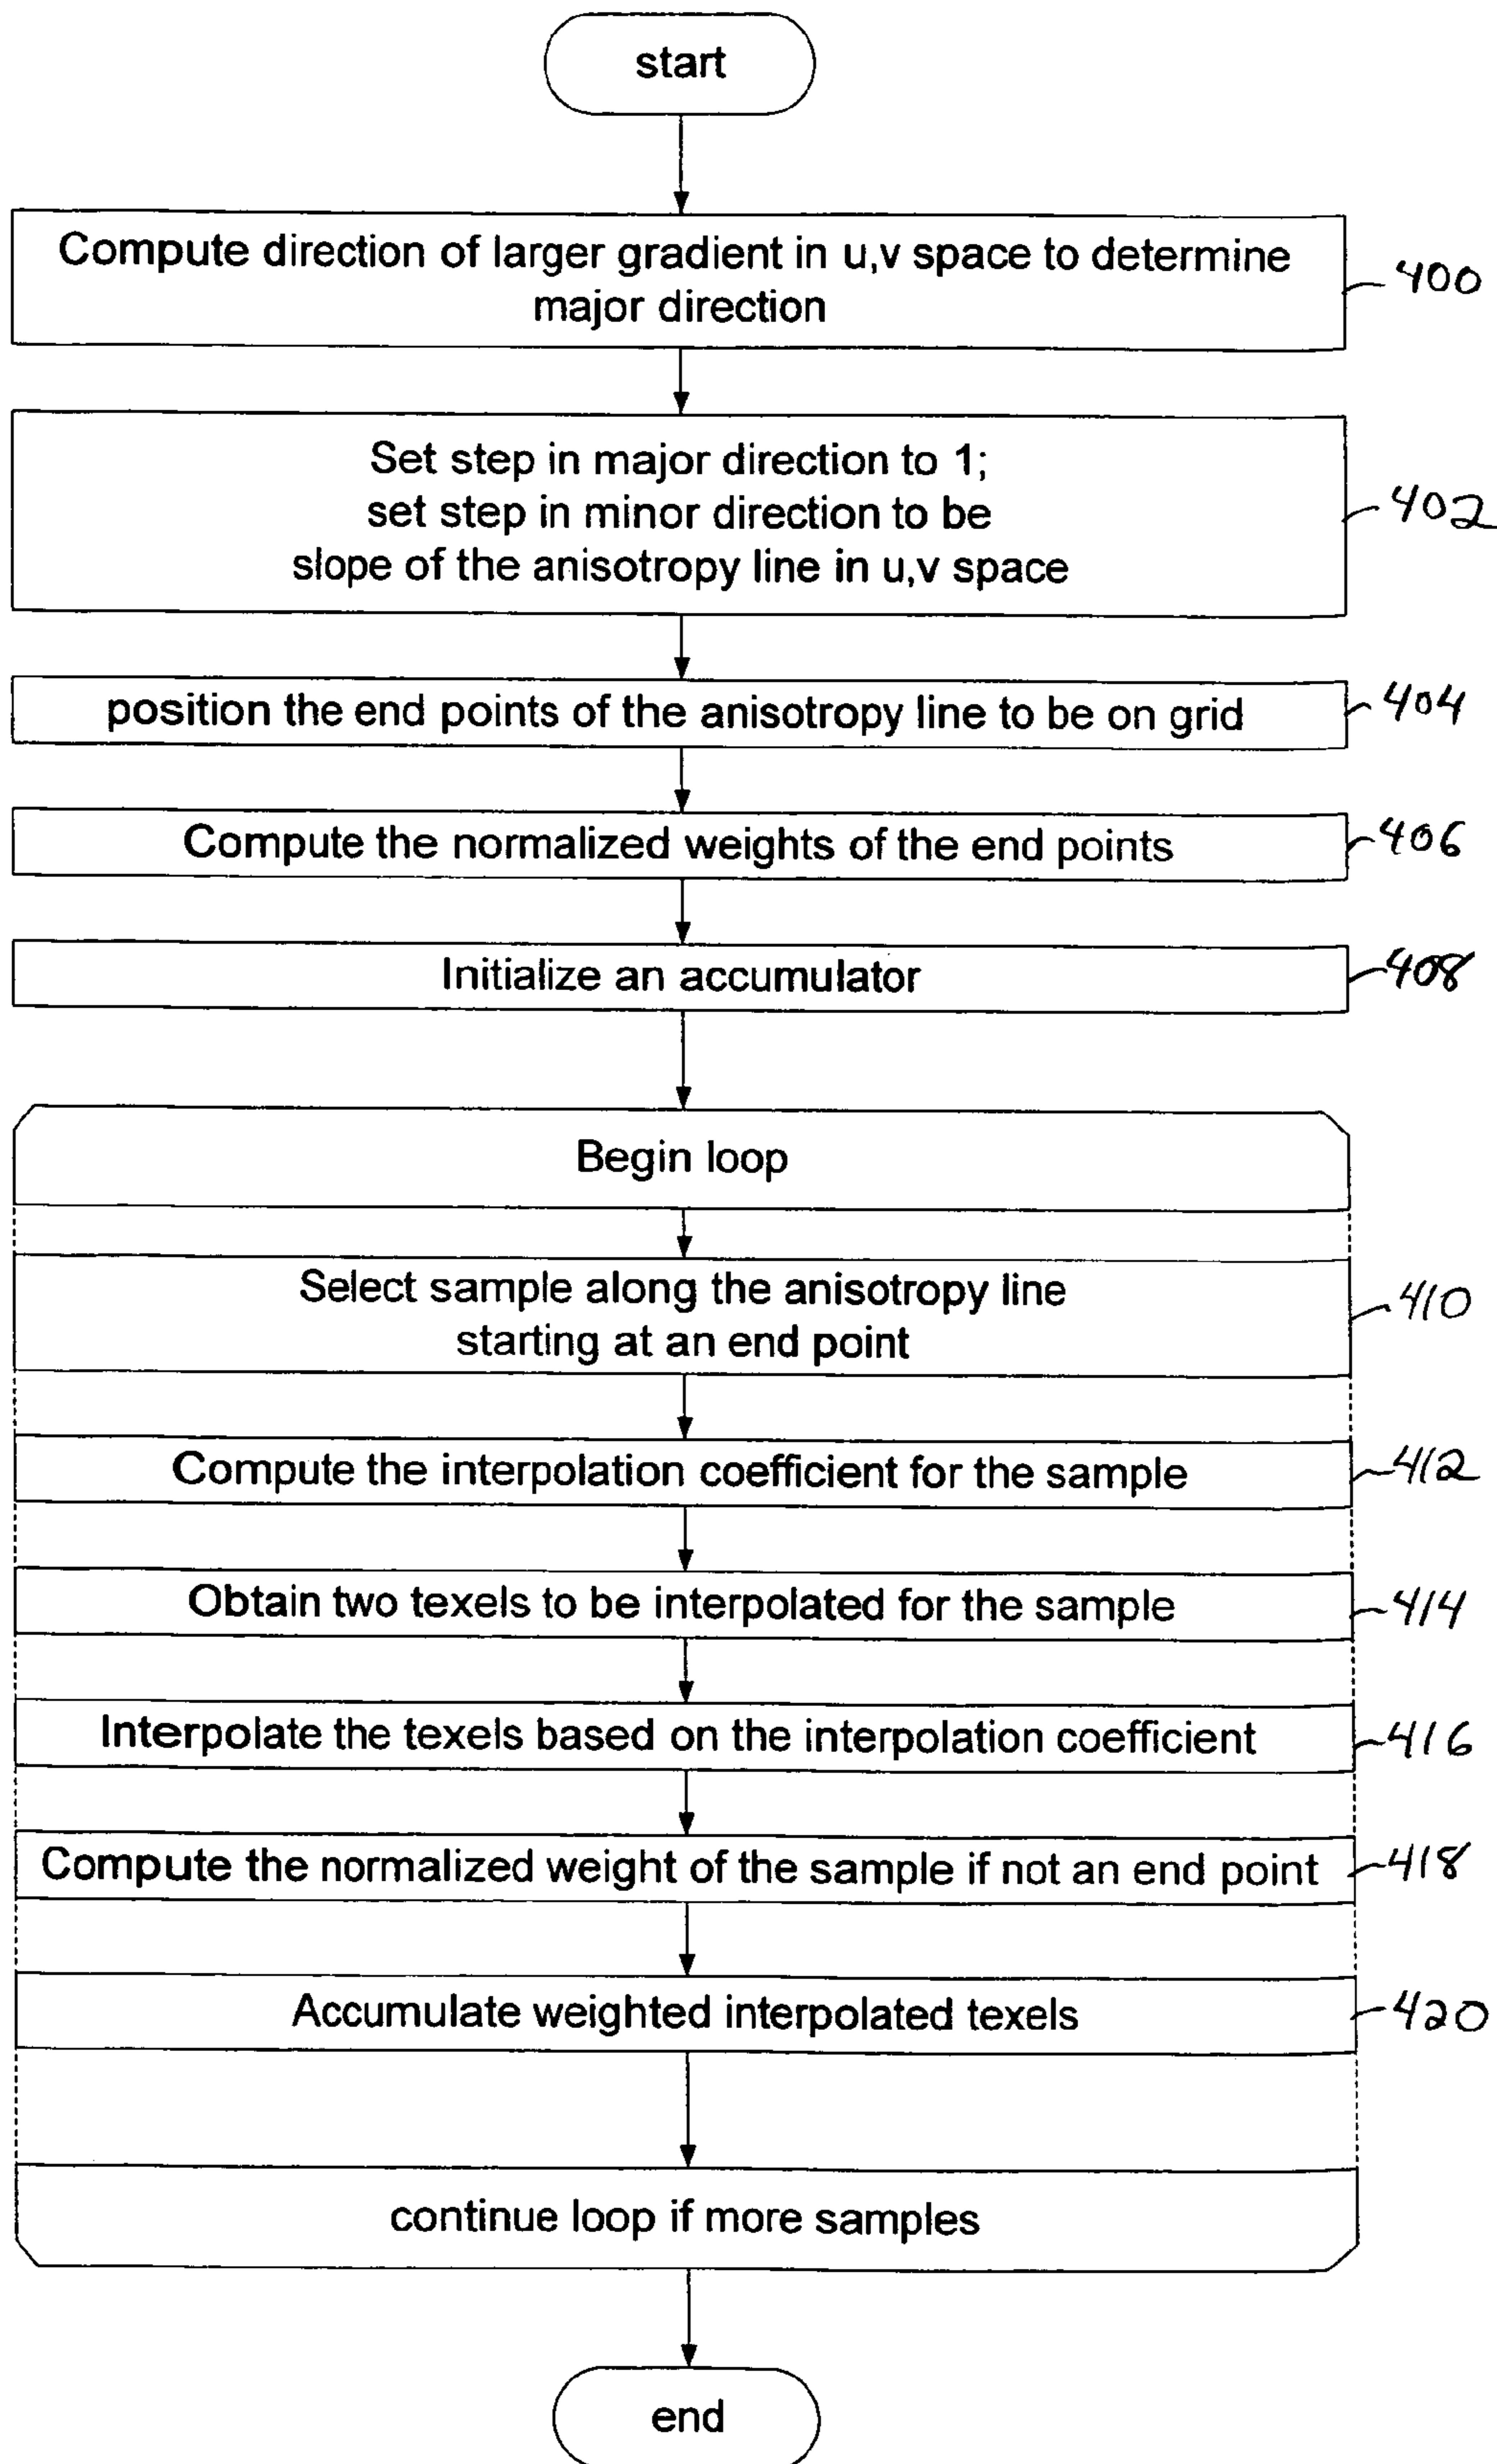 start
Compute direction of larger gradient in u,v space to determine
major direction
400
Set step in major direction to 1;
set step in minor direction to be
slope of the anisotropy line in u,v space
402
position the end points of the anisotropy line to be on grid
404
Compute the normalized weights of the end points
406
Initialize an accumulator
408
Begin loop
Select sample along the anisotropy line
starting at an end point
410
Compute the interpolation coefficient for the sample
412
Obtain two texels to be interpolated for the sample
414
Interpolate the texels based on the interpolation coefficient
416
Compute the normalized weight of the sample if not an end point
418
Accumulate weighted interpolated texels
420
continue loop if more samples
end